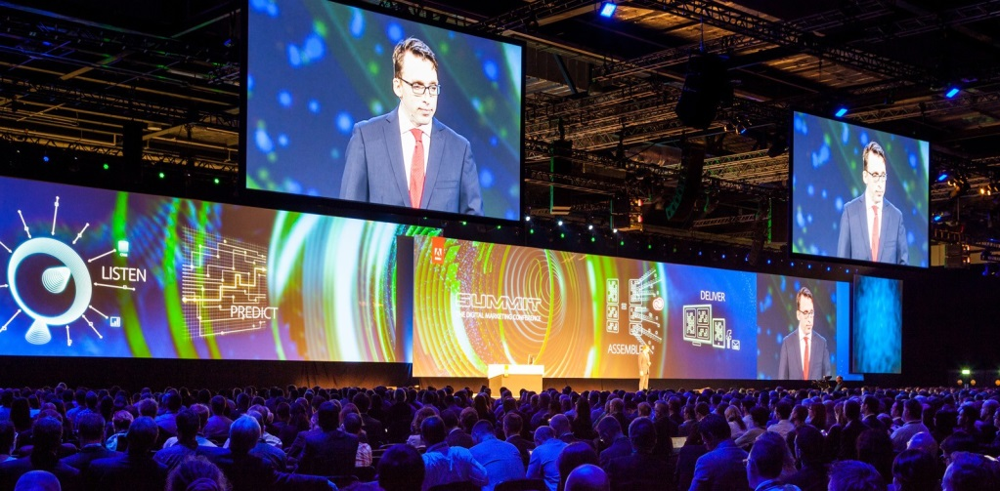 LISTEN
PREDICT
SUMMIT
THE DIGITAL MARKETING CONFERENCE
ASSEMBLE
DELIVER